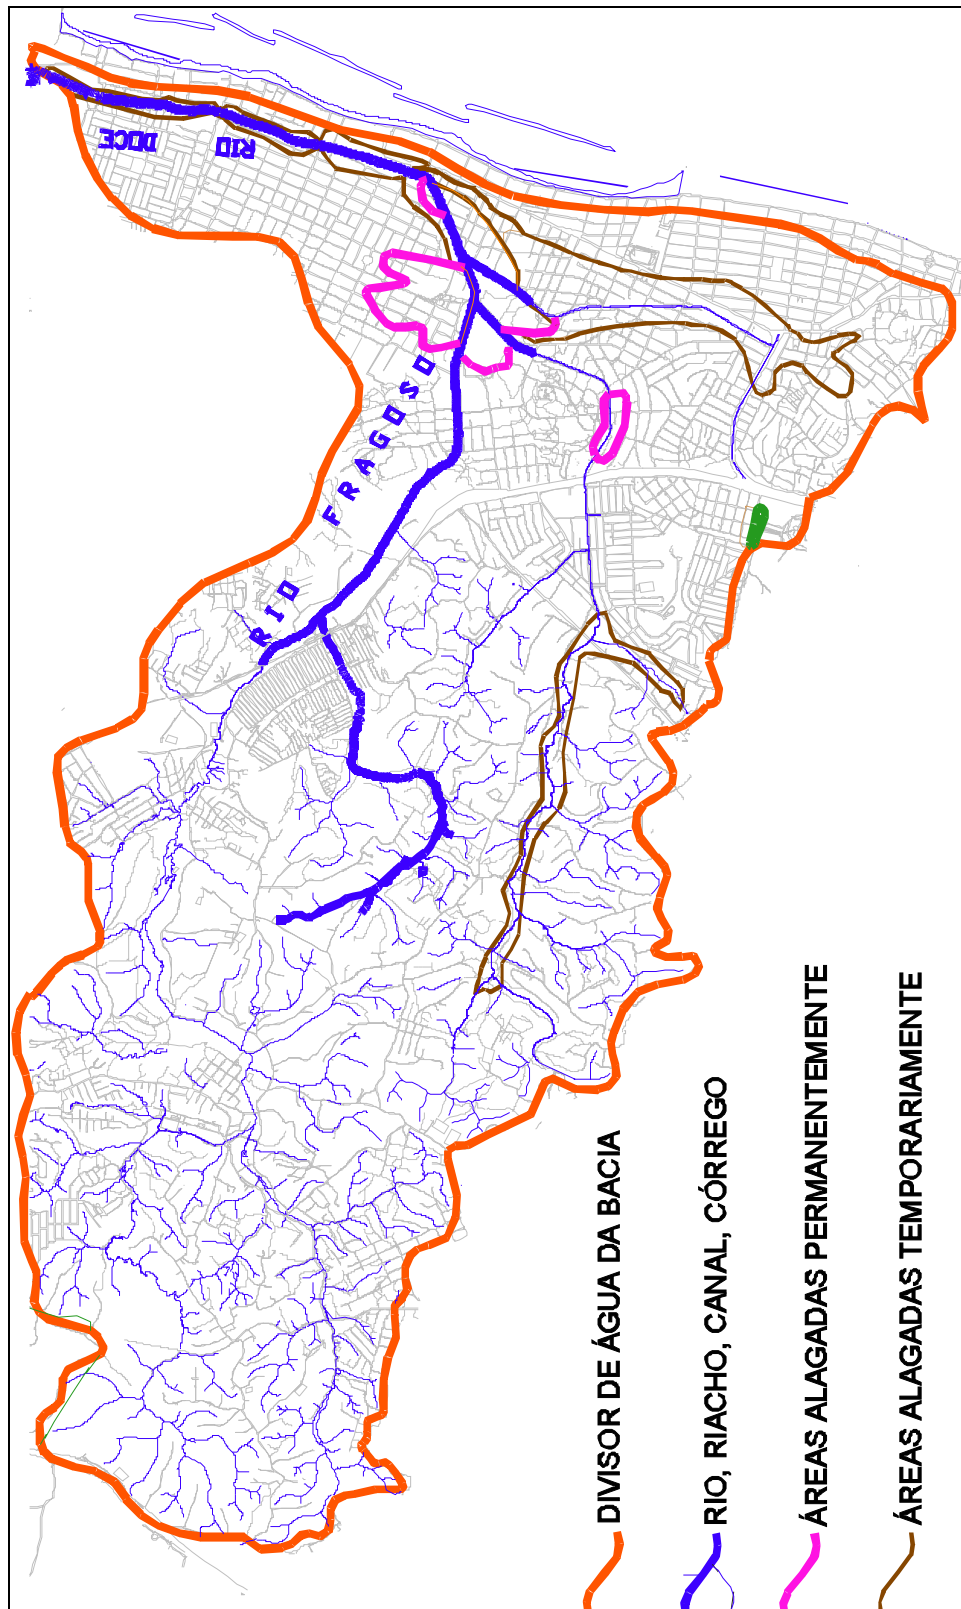 RIO DOCE
RIO FRAGOSO
DIVISOR DE ÁGUA DA BACIA
RIO, RIACHO, CANAL, CÓRREGO
ÁREAS ALAGADAS PERMANENTEMENTE
ÁREAS ALAGADAS TEMPORARIAMENTE